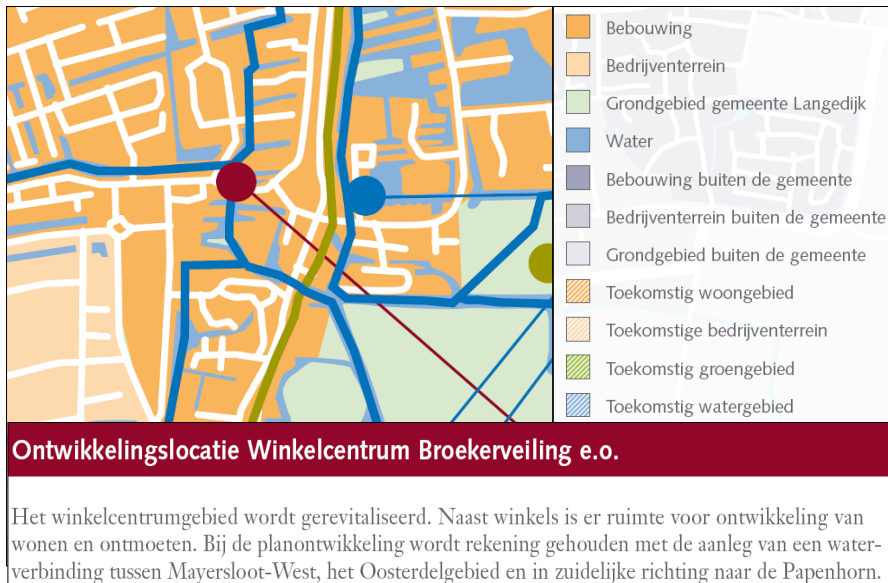 Bebouwing
Bedrijventerrein
Grondgebied gemeente Langedijk
Water
Bebouwing buiten de gemeente
Bedrijventerrein buiten de gemeente
Grondgebied buiten de gemeente
Toekomstig woongebied
Toekomstige bedrijventerrein
Toekomstig groengebied
Toekomstig watergebied
Ontwikkelingslocatie Winkelcentrum Broekerveiling e.o.
Het winkelcentrumgebied wordt gerevitaliseerd. Naast winkels is er ruimte voor ontwikkeling van
wonen en ontmoeten. Bij de planontwikkeling wordt rekening gehouden met de aanleg van een water-
verbinding tussen Mayersloot-West, het Oosterdelgebied en in zuidelijke richting naar de Papenhorn.